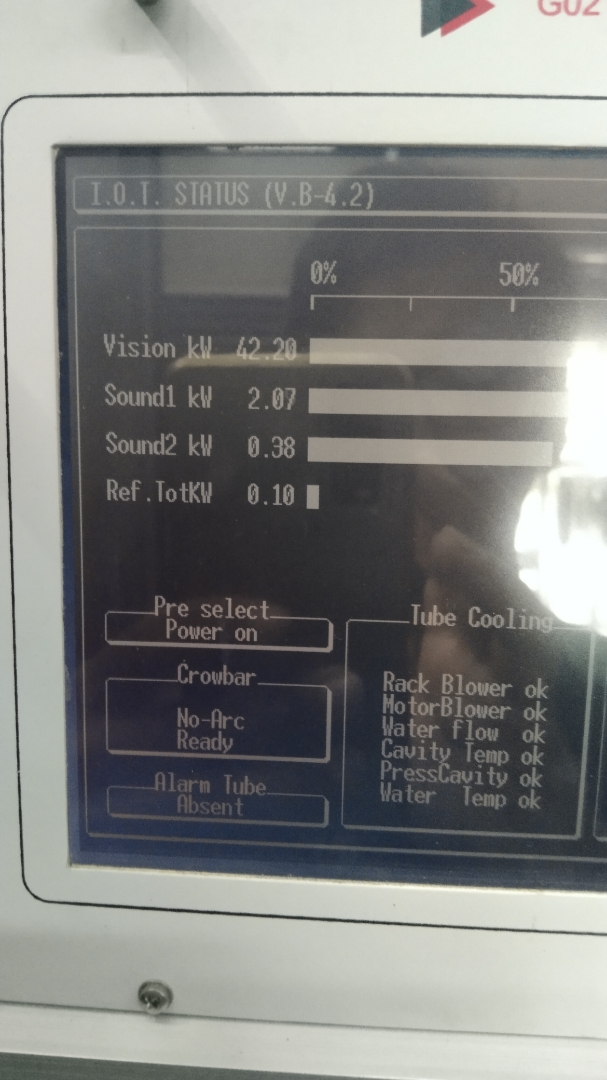 G02
I.O.T. STATUS (V.B-4.2)
0% 50%
Vision kW 42.20
Sound1 kW 2.07
Sound2 kW 0.38
Ref.TotKW 0.10
Pre select
Power on
Crowbar
No-Arc
Ready
Alarm Tube
Absent
Tube Cooling
Rack Blower ok
MotorBlower ok
Water flow ok
Cavity Temp ok
PressCavity ok
Water Temp ok